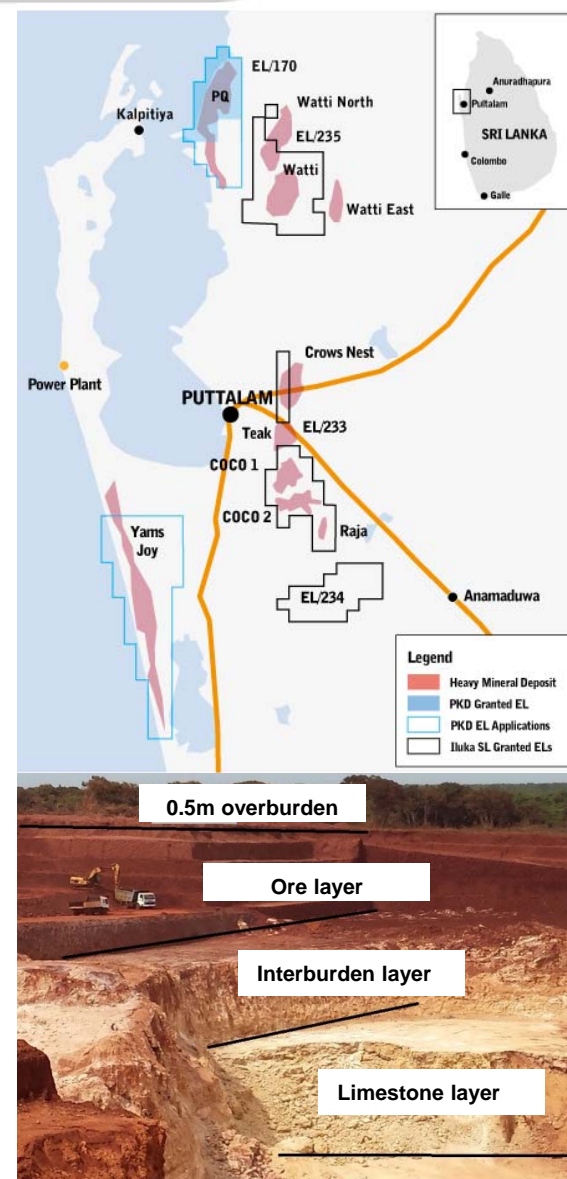 EL/170
PQ
Kalpitiya
Watti North
EL/235
Watti
Watti East
Anuradhapura
Puttalam
SRI LANKA
Colombo
Galle
Crows Nest
Power Plant
PUTTALAM
Teak
EL/233
COCO 1
COCO 2
Raja
Yams
Joy
EL/234
Anamaduwa
Legend
Heavy Mineral Deposit
PKD Granted EL
PKD EL Applications
Iluka SL Granted ELs
0.5m overburden
Ore layer
Interburden layer
Limestone layer